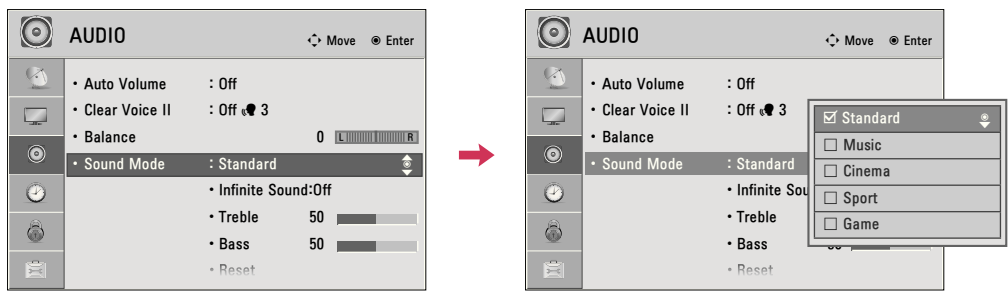 AUDIO
Move Enter
• Auto Volume : Off
• Clear Voice II : Off 3
• Balance 0 L R
• Sound Mode : Standard
• Infinite Sound:Off
• Treble 50
• Bass 50
• Reset
AUDIO
Move Enter
• Auto Volume : Off
• Clear Voice II : Off 3
• Balance
• Sound Mode : Standard
• Infinite Sou
• Treble
• Bass
• Reset
Standard
Music
Cinema
Sport
Game